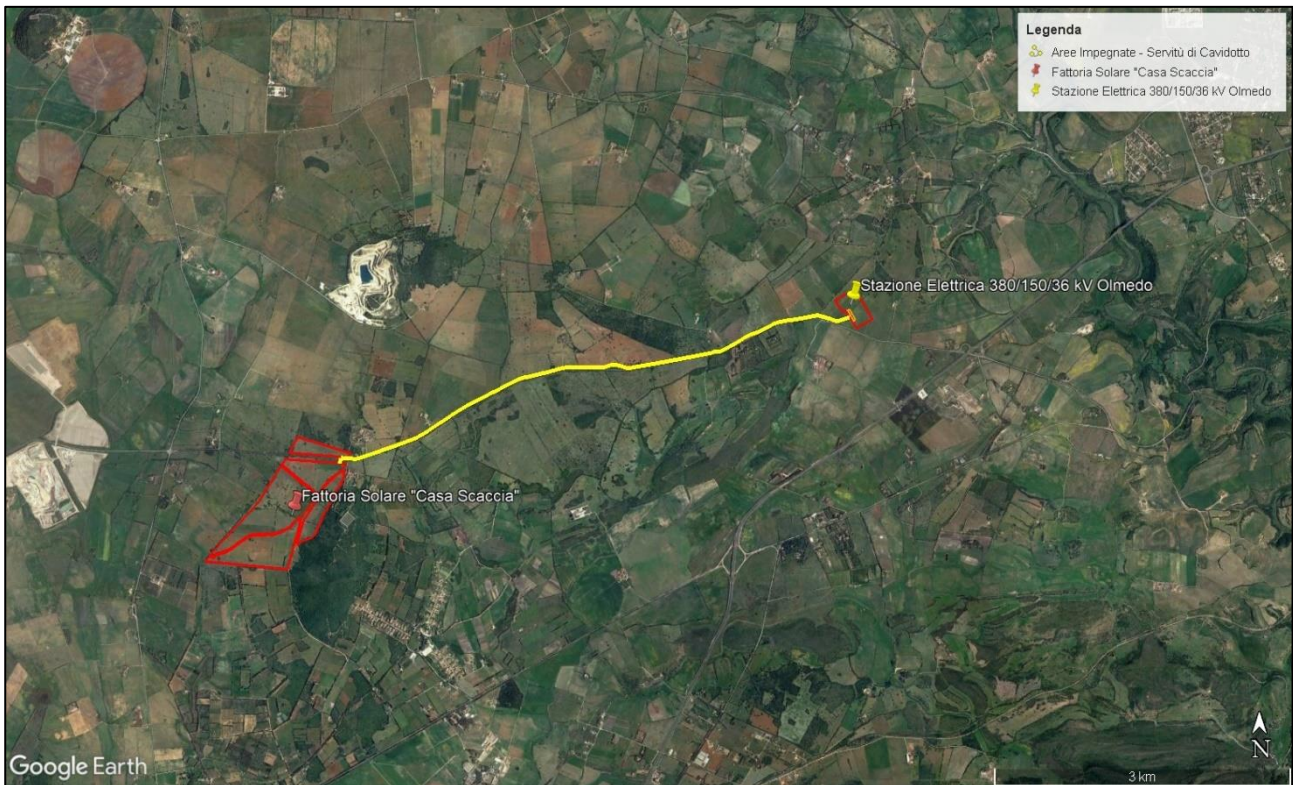 Legenda
Aree Impegnate - Servitù di Cavidotto
Fattoria Solare "Casa Scaccia"
Stazione Elettrica 380/150/36 kV Olmedo
Stazione Elettrica 380/150/36 kV Olmedo
Fattoria Solare "Casa Scaccia"
N
Google Earth
3 km